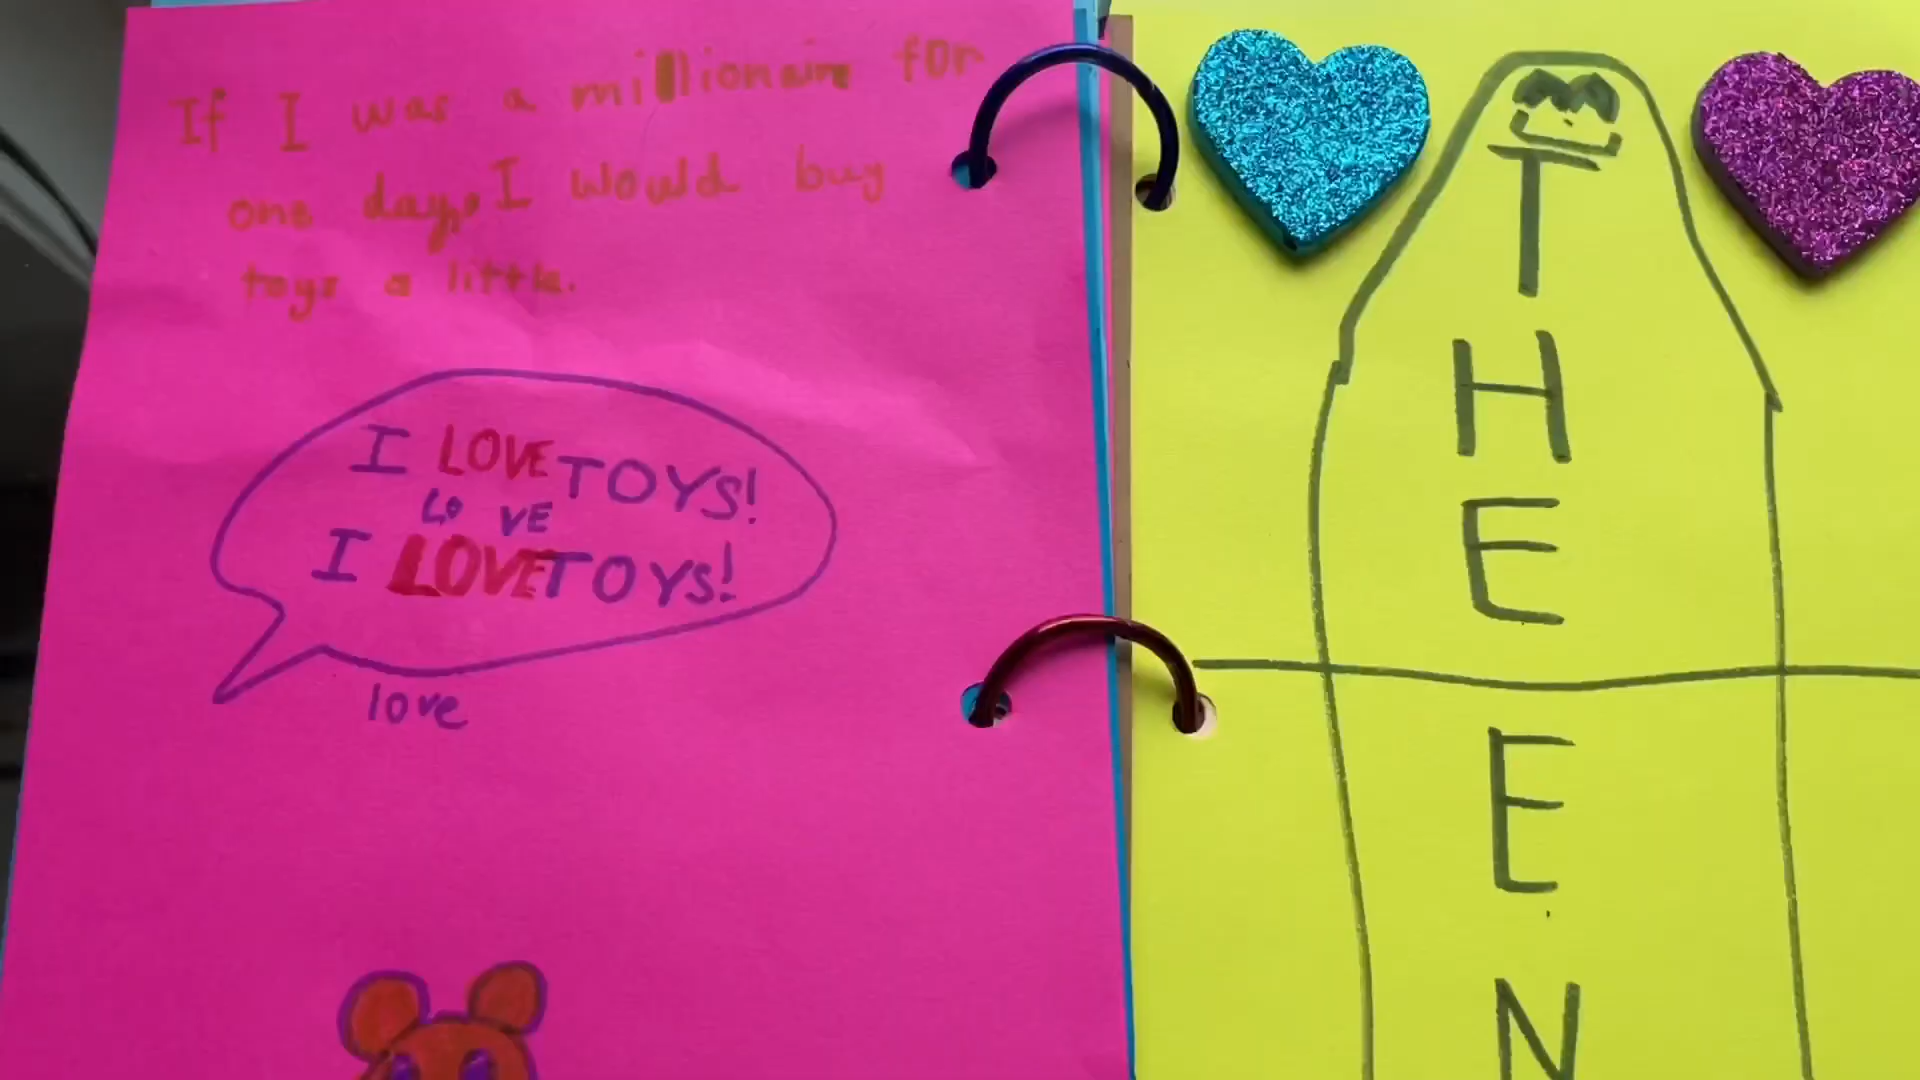 If I was a millionaire for
one day, I would buy
toys a little.
I LOVE TOYS!
LO VE
I LOVE TOYS!
love
T
H
E
E
N